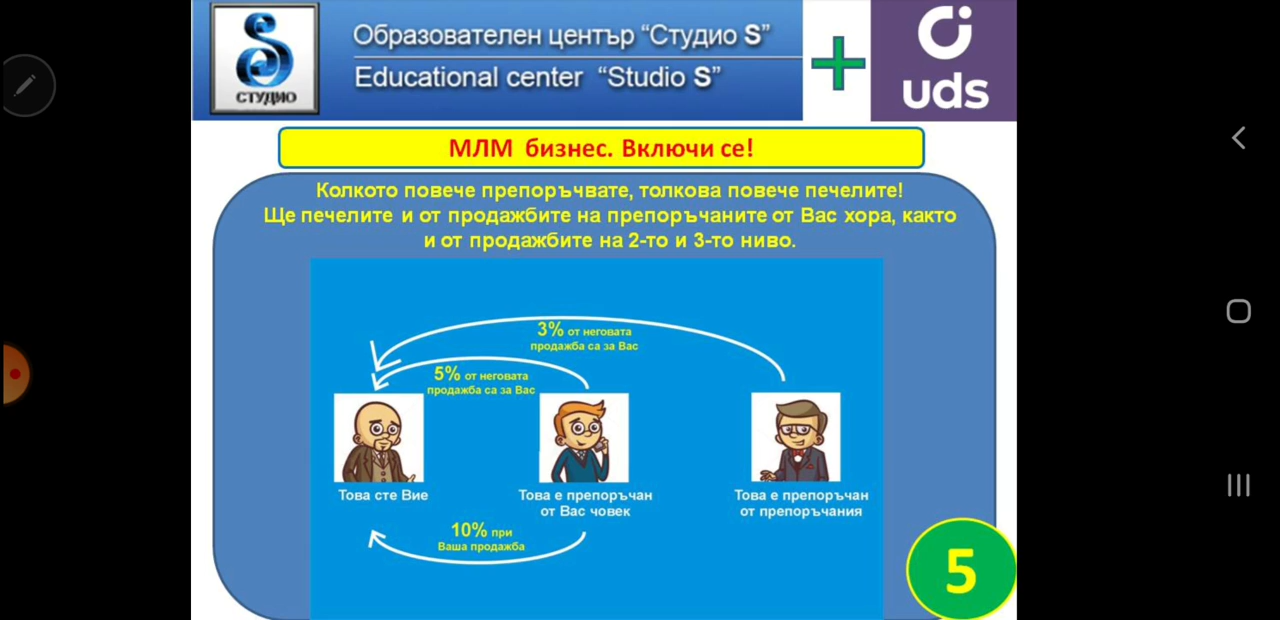 СТУДИО
Образователен център “Студио S”
Educational center “Studio S”
uds
МЛМ бизнес. Включи се!
Колкото повече препоръчвате, толкова повече печелите!
Ще печелите и от продажбите на препоръчаните от Вас хора, както
и от продажбите на 2-то и 3-то ниво.
3% от неговата
продажба са за Вас
5% от неговата
продажба са за Вас
Това сте Вие
Това е препоръчан
от Вас човек
Това е препоръчан
от препоръчания
10% при
Ваша продажба
5